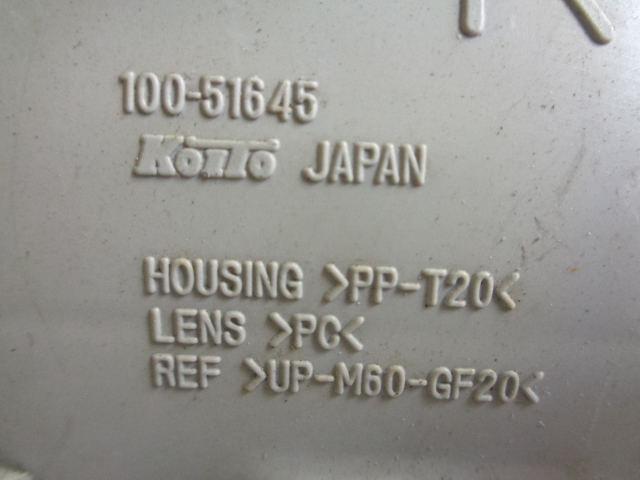 100-51645
KOITO JAPAN
HOUSING >PP-T20<
LENS >PC<
REF >UP-M60-GF20<